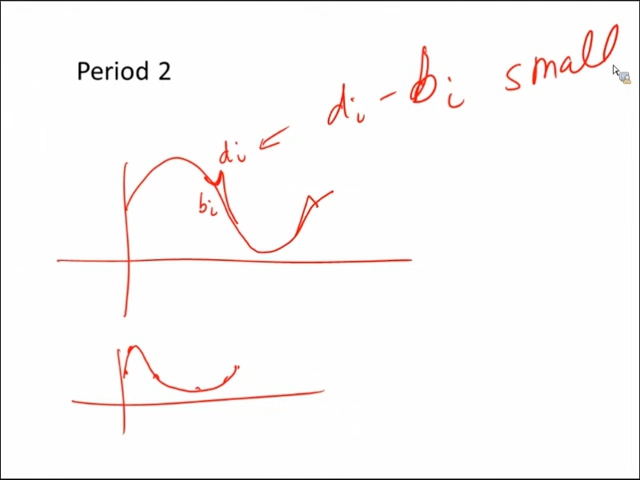 Period 2
dᵢ - bᵢ small
dᵢ ←
bᵢ